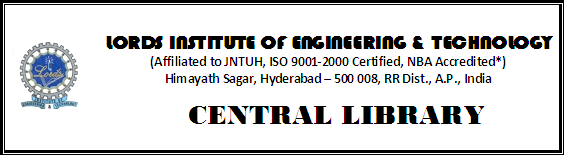 LORDS INSTITUTE OF ENGINEERING & TECHNOLOGY
(Affiliated to JNTUH, ISO 9001-2000 Certified, NBA Accredited*)
Himayath Sagar, Hyderabad – 500 008, RR Dist., A.P., India
Lords
CENTRAL LIBRARY